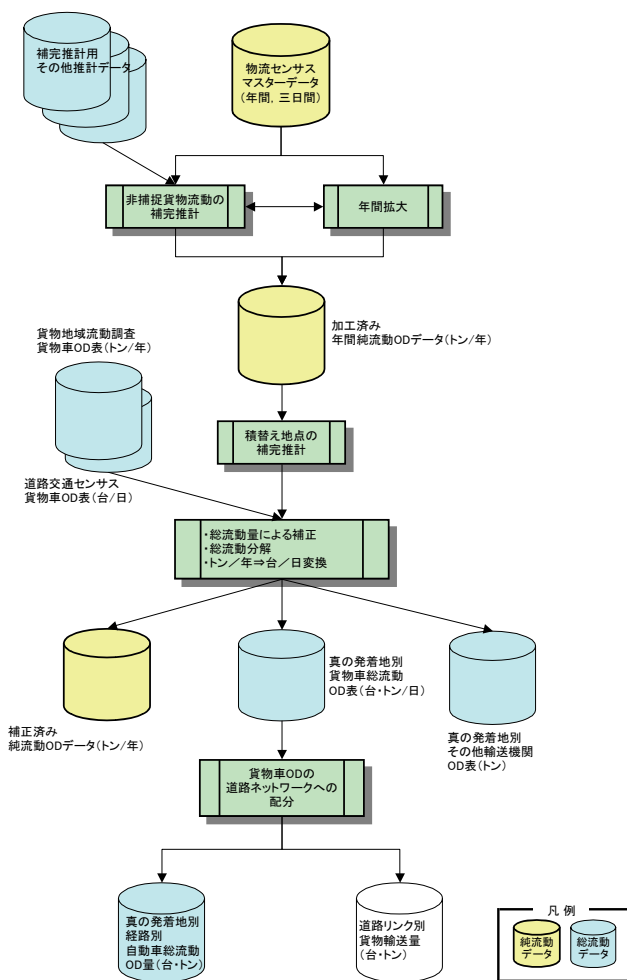 補完推計用
その他推計データ
物流センサス
マスターデータ
(年間, 三日間)
非捕捉貨物流動の
補完推計
年間拡大
加工済み
年間純流動ODデータ(トン/年)
貨物地域流動調査
貨物車OD表(トン/年)
積替え地点の
補完推計
道路交通センサス
貨物車OD表(台/日)
・総流動量による補正
・総流動分解
・トン／年⇒台／日変換
補正済み
純流動ODデータ(トン/年)
真の発着地別
貨物車総流動
OD表(台・トン/日)
真の発着地別
その他輸送機関
OD表(トン)
貨物車ODの
道路ネットワークへの
配分
真の発着地別
経路別
自動車総流動
OD量(台・トン)
道路リンク別
貨物輸送量
(台・トン)
凡 例
純流動
データ
総流動
データ